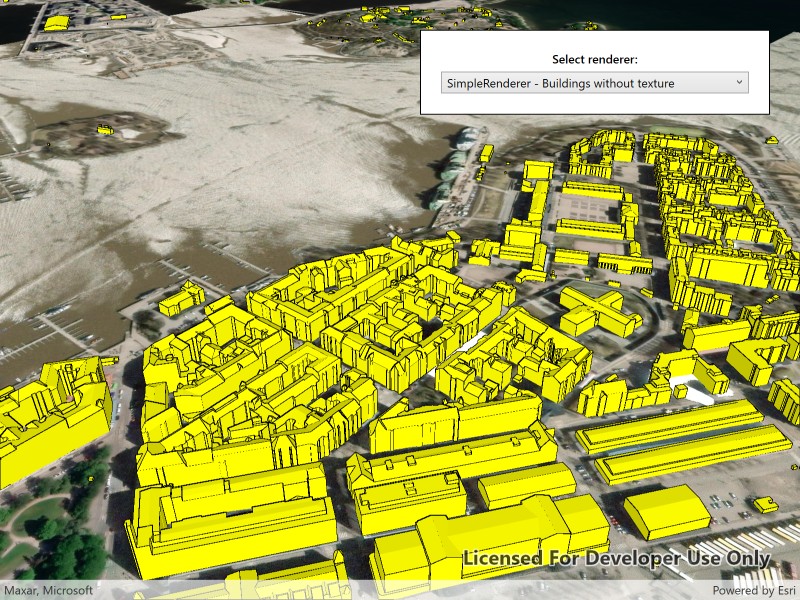 Select renderer:
SimpleRenderer - Buildings without texture
Licensed For Developer Use Only
Maxar, Microsoft
Powered by Esri